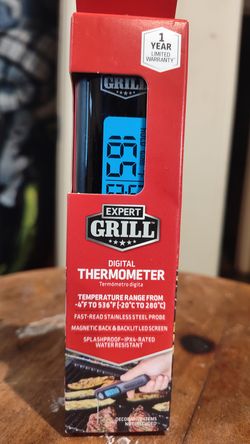 1
YEAR
LIMITED
WARRANTY*
GRILL
EXPERT
GRILL
DIGITAL
THERMOMETER
Termómetro digital
TEMPERATURE RANGE FROM
-4°F TO 536°F (-20°C TO 280°C)
FAST-READ STAINLESS STEEL PROBE
MAGNETIC BACK & BACKLIT LED SCREEN
SPLASHPROOF–IPX4-RATED
WATER RESISTANT